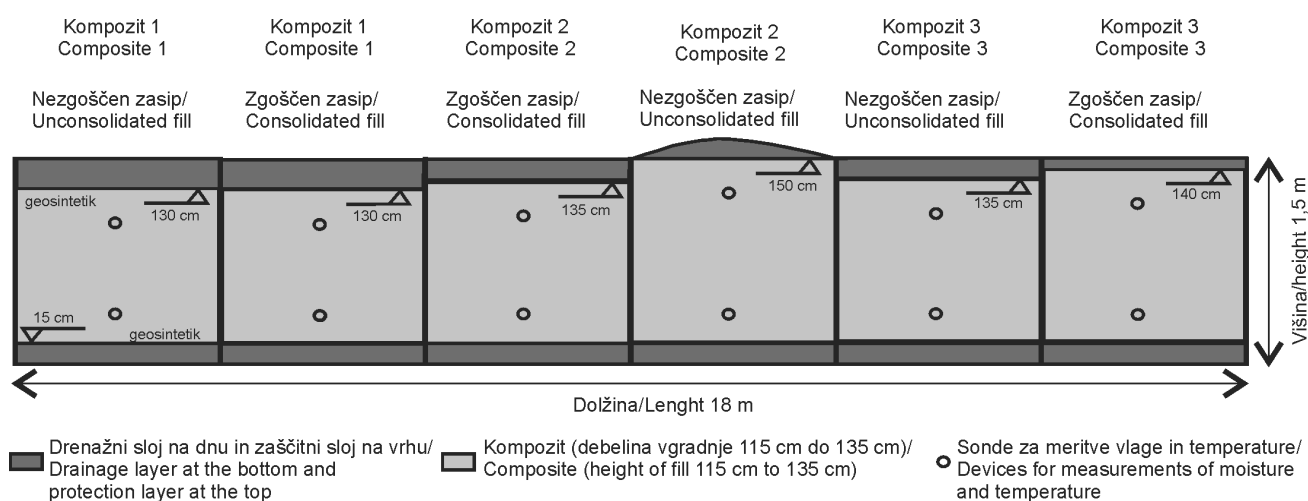 Kompozit 1
Composite 1
Kompozit 1
Composite 1
Kompozit 2
Composite 2
Kompozit 2
Composite 2
Kompozit 3
Composite 3
Kompozit 3
Composite 3
Nezgoščen zasip/
Unconsolidated fill
Zgoščen zasip/
Consolidated fill
Zgoščen zasip/
Consolidated fill
Nezgoščen zasip/
Unconsolidated fill
Nezgoščen zasip/
Unconsolidated fill
Zgoščen zasip/
Consolidated fill
geosintetik
130 cm
130 cm
135 cm
150 cm
135 cm
140 cm
15 cm
geosintetik
Višina/height 1,5 m
Dolžina/Lenght 18 m
Drenažni sloj na dnu in zaščitni sloj na vrhu/
Drainage layer at the bottom and
protection layer at the top
Kompozit (debelina vgradnje 115 cm do 135 cm)/
Composite (height of fill 115 cm to 135 cm)
Sonde za meritve vlage in temperature/
Devices for measurements of moisture
and temperature